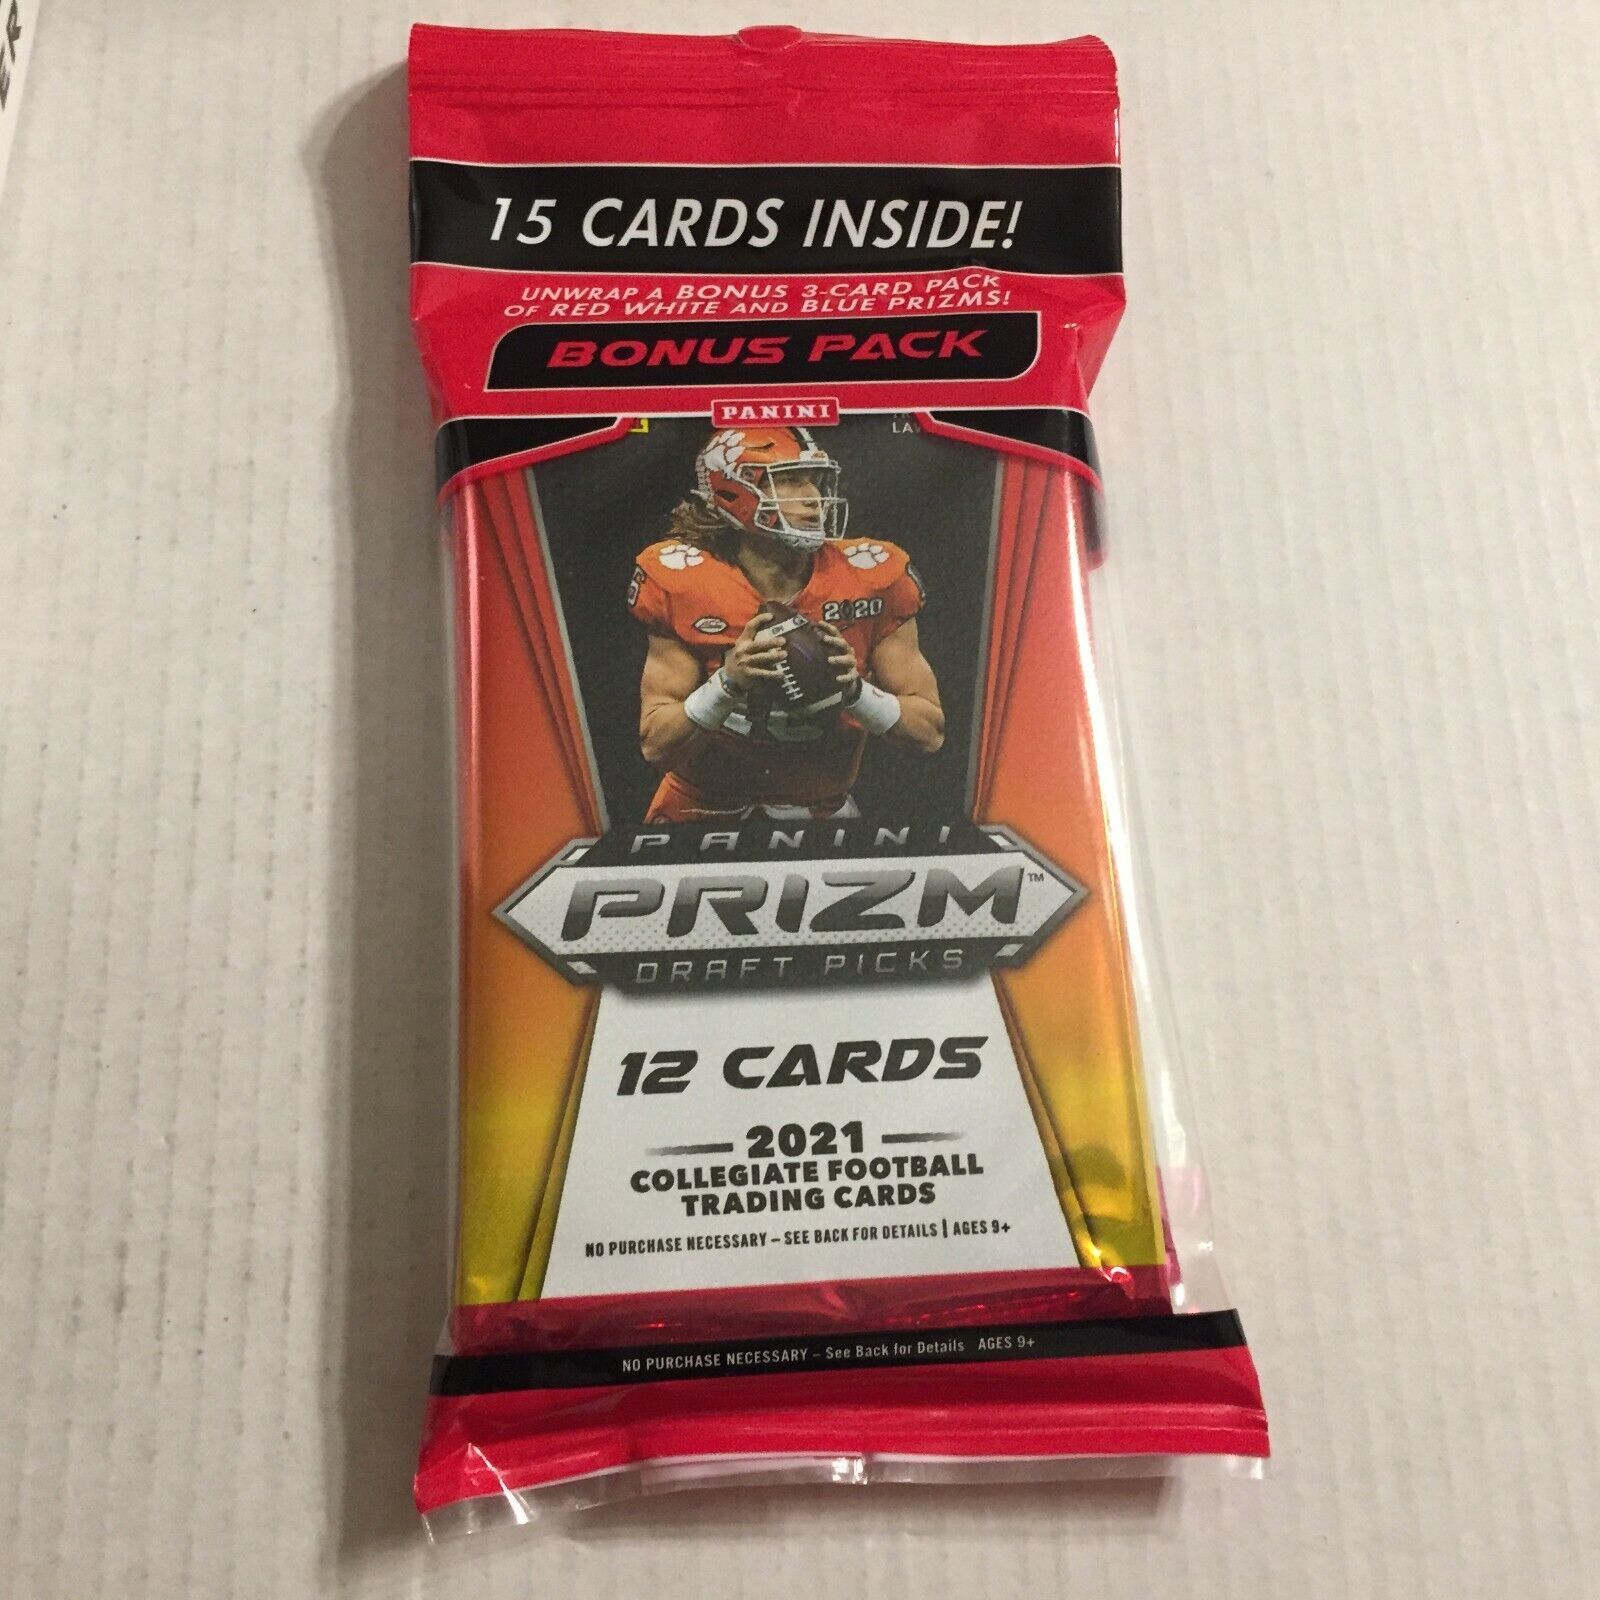 15 CARDS INSIDE!
UNWRAP A BONUS 3-CARD PACK
OF RED WHITE AND BLUE PRIZMS!
BONUS PACK
PANINI
2020
PANINI
PRIZM™
DRAFT PICKS
12 CARDS
2021
COLLEGIATE FOOTBALL
TRADING CARDS
NO PURCHASE NECESSARY – SEE BACK FOR DETAILS | AGES 9+
NO PURCHASE NECESSARY – See Back for Details AGES 9+